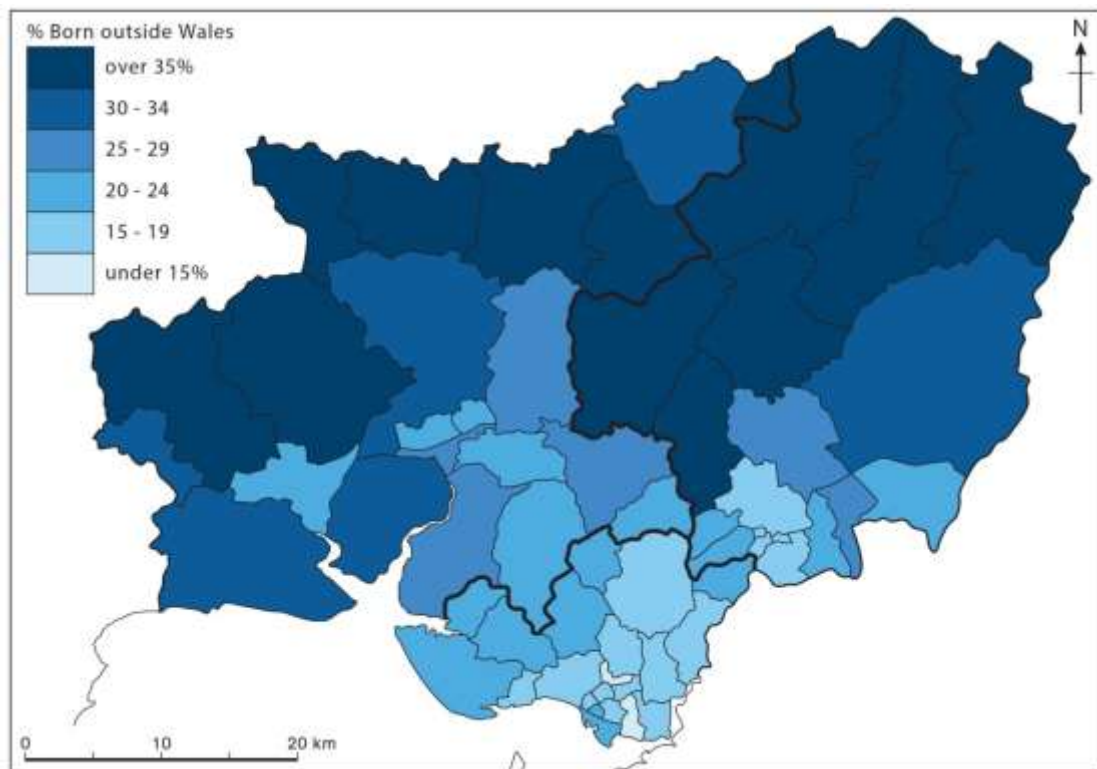 % Born outside Wales
over 35%
30 - 34
25 - 29
20 - 24
15 - 19
under 15%
N
0 10 20 km